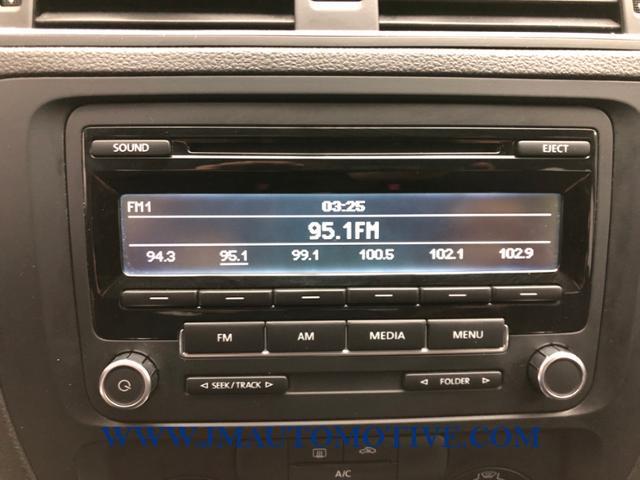 SOUND EJECT
FM1 03:25
95.1FM
94.3 95.1 99.1 100.5 102.1 102.9
FM AM MEDIA MENU
SEEK/TRACK FOLDER
WWW.JMAUTOMOTIVE.COM
A/C